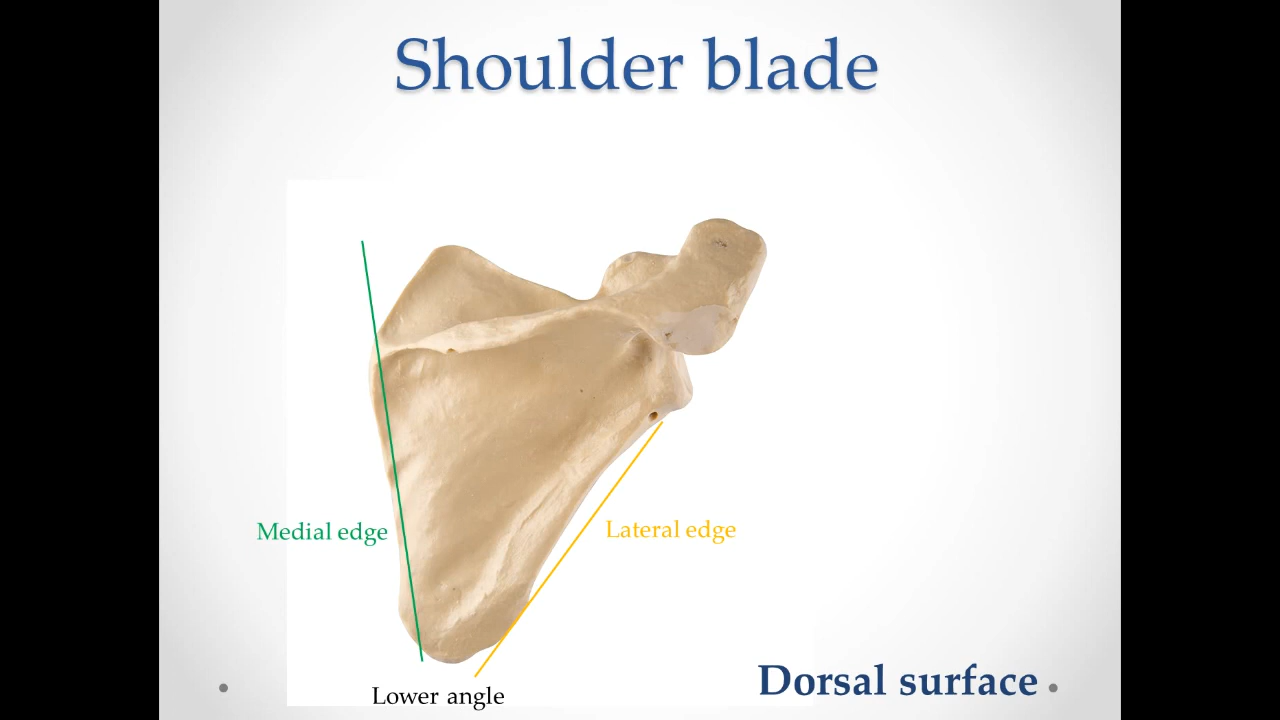 Shoulder blade
Medial edge
Lateral edge
Lower angle
Dorsal surface